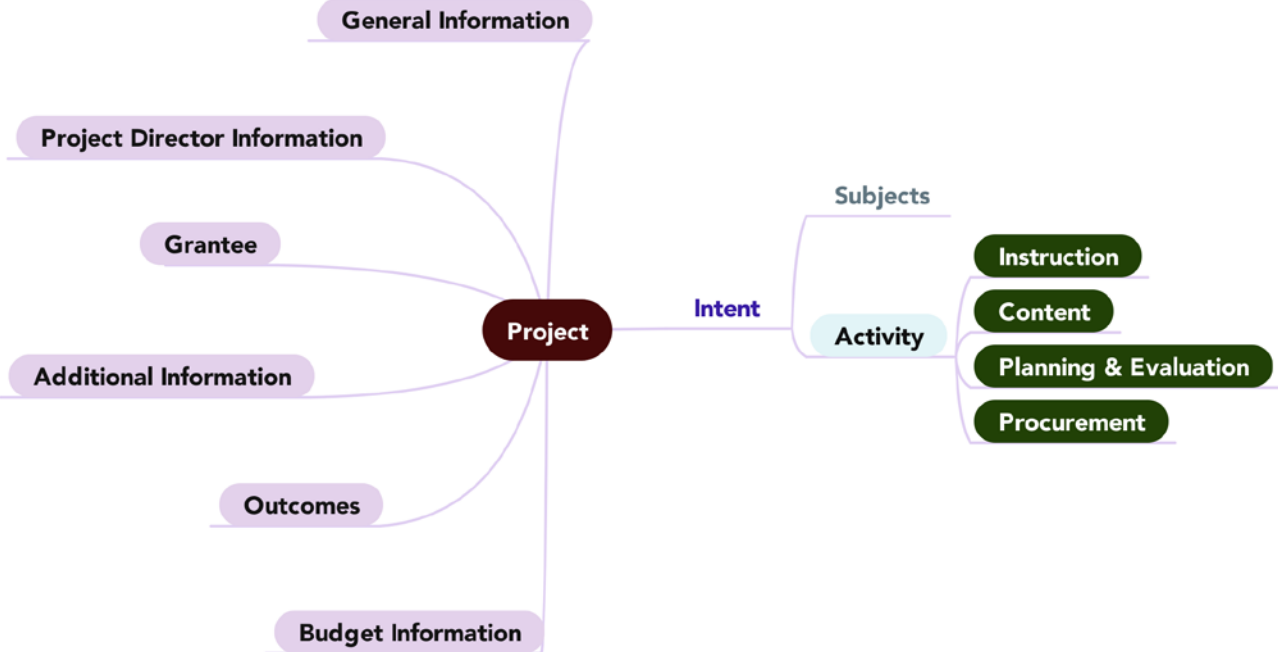 General Information
Project Director Information
Grantee
Additional Information
Outcomes
Budget Information
Project
Intent
Subjects
Activity
Instruction
Content
Planning & Evaluation
Procurement